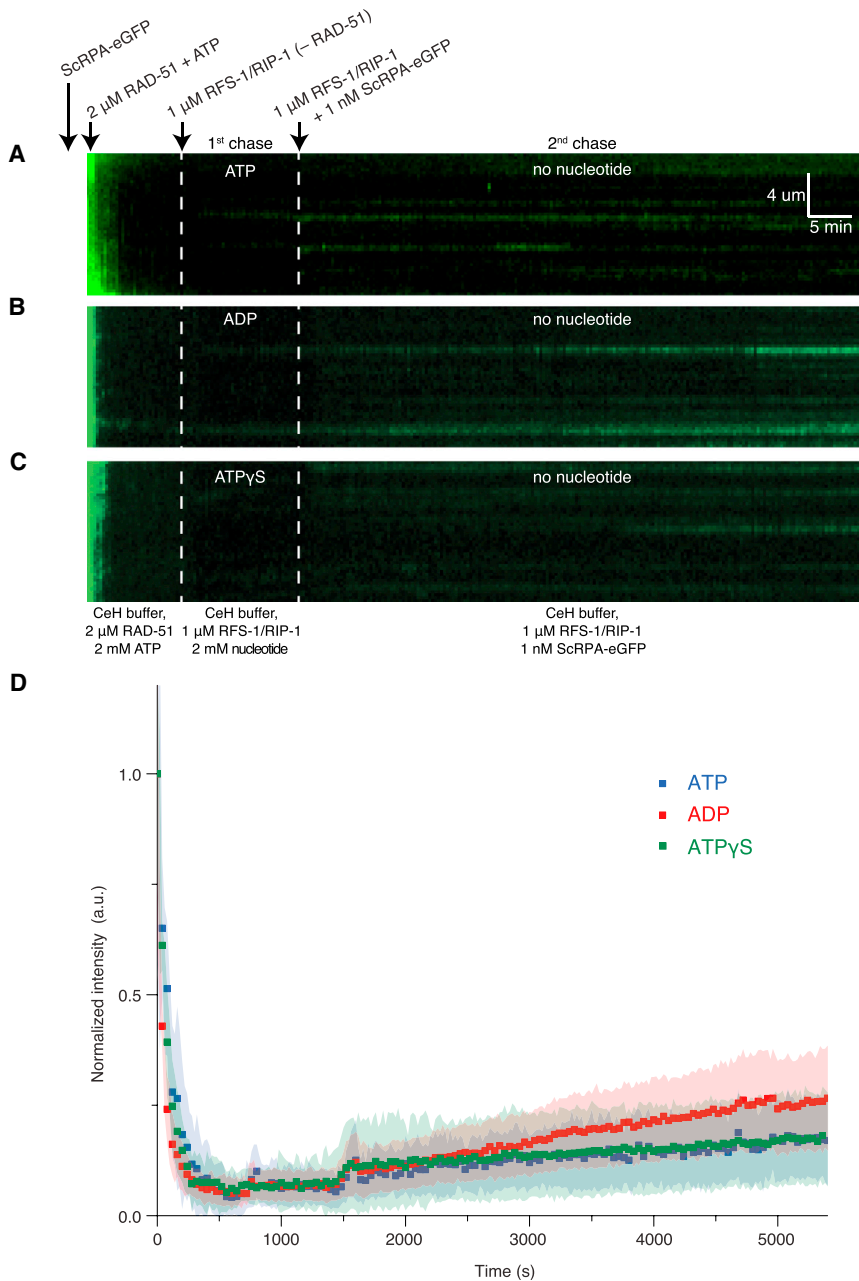 ScRPA-eGFP
2 µM RAD-51 + ATP
1 µM RFS-1/RIP-1 (– RAD-51)
1 µM RFS-1/RIP-1
+ 1 nM ScRPA-eGFP
1st chase
2nd chase
A
ATP
no nucleotide
4 um
5 min
B
ADP
no nucleotide
C
ATPγS
no nucleotide
CeH buffer,
2 µM RAD-51
2 mM ATP
CeH buffer,
1 µM RFS-1/RIP-1
2 mM nucleotide
CeH buffer,
1 µM RFS-1/RIP-1
1 nM ScRPA-eGFP
D
1.0
0.5
0.0
Normalized intensity (a.u.)
ATP
ADP
ATPγS
0
1000
2000
3000
4000
5000
Time (s)